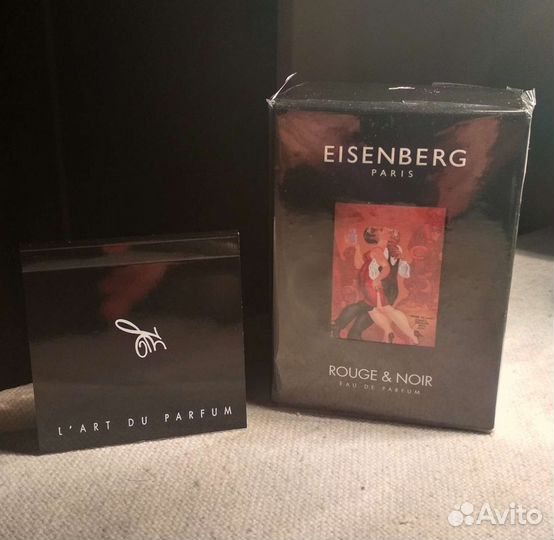 EISENBERG
PARIS
ROUGE & NOIR
EAU DE PARFUM
L'ART DU PARFUM
Avito